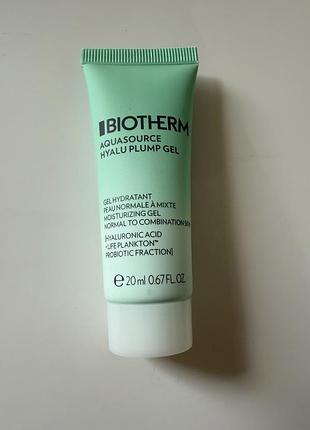 BIOTHERM
AQUASOURCE
HYALU PLUMP GEL
GEL HYDRATANT
PEAU NORMALE À MIXTE
MOISTURIZING GEL
NORMAL TO COMBINATION SKIN
[HYALURONIC ACID
+LIFE PLANKTON™
PROBIOTIC FRACTION]
℮ 20 ml 0.67 FL. OZ.